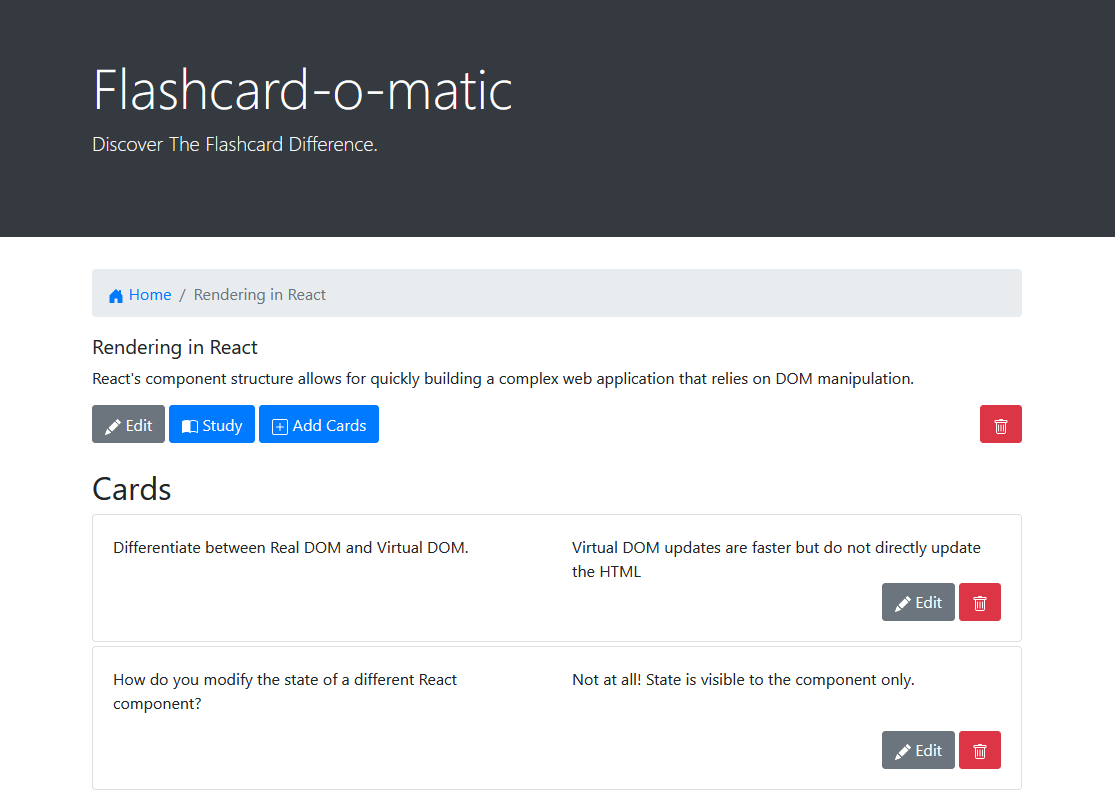 Flashcard-o-matic
Discover The Flashcard Difference.
Home / Rendering in React
Rendering in React
React's component structure allows for quickly building a complex web application that relies on DOM manipulation.
Edit Study Add Cards
Cards
Differentiate between Real DOM and Virtual DOM.
Virtual DOM updates are faster but do not directly update
the HTML
Edit
How do you modify the state of a different React
component?
Not at all! State is visible to the component only.
Edit